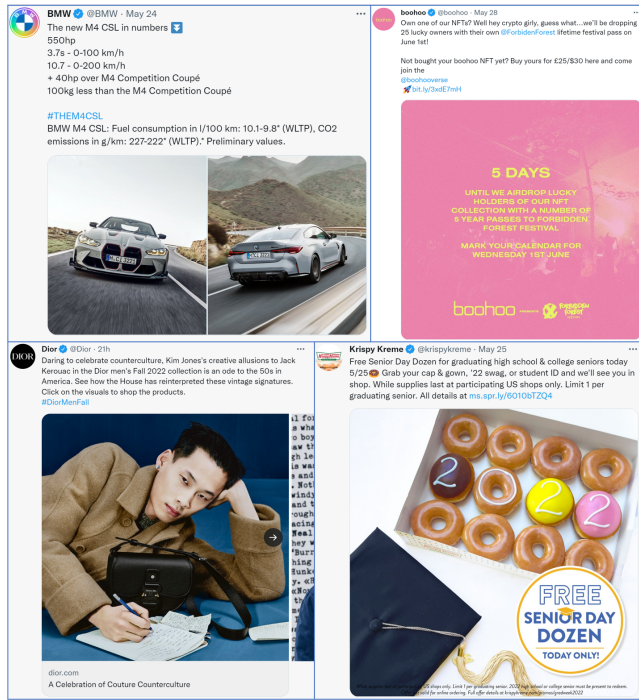 BMW @BMW · May 24
The new M4 CSL in numbers
550hp
3.7s - 0-100 km/h
10.7 - 0-200 km/h
+ 40hp over M4 Competition Coupé
100kg less than the M4 Competition Coupé
#THEM4CSL
BMW M4 CSL: Fuel consumption in l/100 km: 10.1-9.8* (WLTP), CO2
emissions in g/km: 227-222* (WLTP).* Preliminary values.
boohoo @boohoo · May 28
Own one of our NFTs? Well hey crypto girly, guess what...we'll be dropping
25 lucky owners with their own @ForbidenForest lifetime festival pass on
June 1st!
Not bought your boohoo NFT yet? Buy yours for £25/$30 here and come
join the
@boohooverse
bit.ly/3xdE7mH
5 DAYS
UNTIL WE AIRDROP LUCKY
HOLDERS OF OUR NFT
COLLECTION WITH A NUMBER OF
5 YEAR PASSES TO FORBIDDEN
FOREST FESTIVAL
MARK YOUR CALENDAR FOR
WEDNESDAY 1ST JUNE
boohoo
FORBIDDEN
FOREST
DIOR
Dior @Dior · 21h
Daring to celebrate counterculture, Kim Jones's creative allusions to Jack
Kerouac in the Dior men's Fall 2022 collection is an ode to the 50s in
America. See how the House has reinterpreted these vintage signatures.
Click on the visuals to shop the products.
#DiorMenFall
dior.com
A Celebration of Couture Counterculture
Krispy Kreme @krispykreme · May 25
Free Senior Day Dozen for graduating high school & college seniors today
5/25 Grab your cap & gown, '22 swag, or student ID and we'll see you in
shop. While supplies last at participating US shops only. Limit 1 per
graduating senior. All details at ms.spr.ly/6010bTZQ4
2
2 2
FREE
SENIOR DAY
DOZEN
TODAY ONLY!